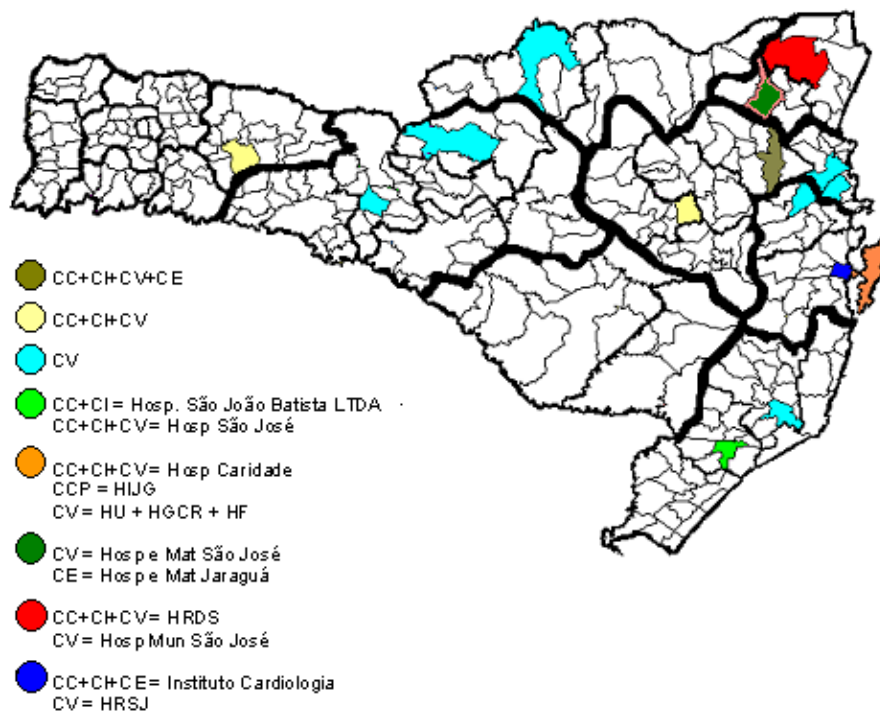 CC+CI+CV+CE
CC+CI+CV
CV
CC+CI = Hosp. São João Batista LTDA
CC+CI+CV = Hosp São José
CC+CI+CV= Hosp Caridade
CCP = HIJG
CV = HU + HGCR + HF
CV = Hosp e Mat São José
CE = Hosp e Mat Jaraguá
CC+CI+CV= HRDS
CV = Hosp Mun São José
CC+CI+CE= Instituto Cardiologia
CV = HRSJ